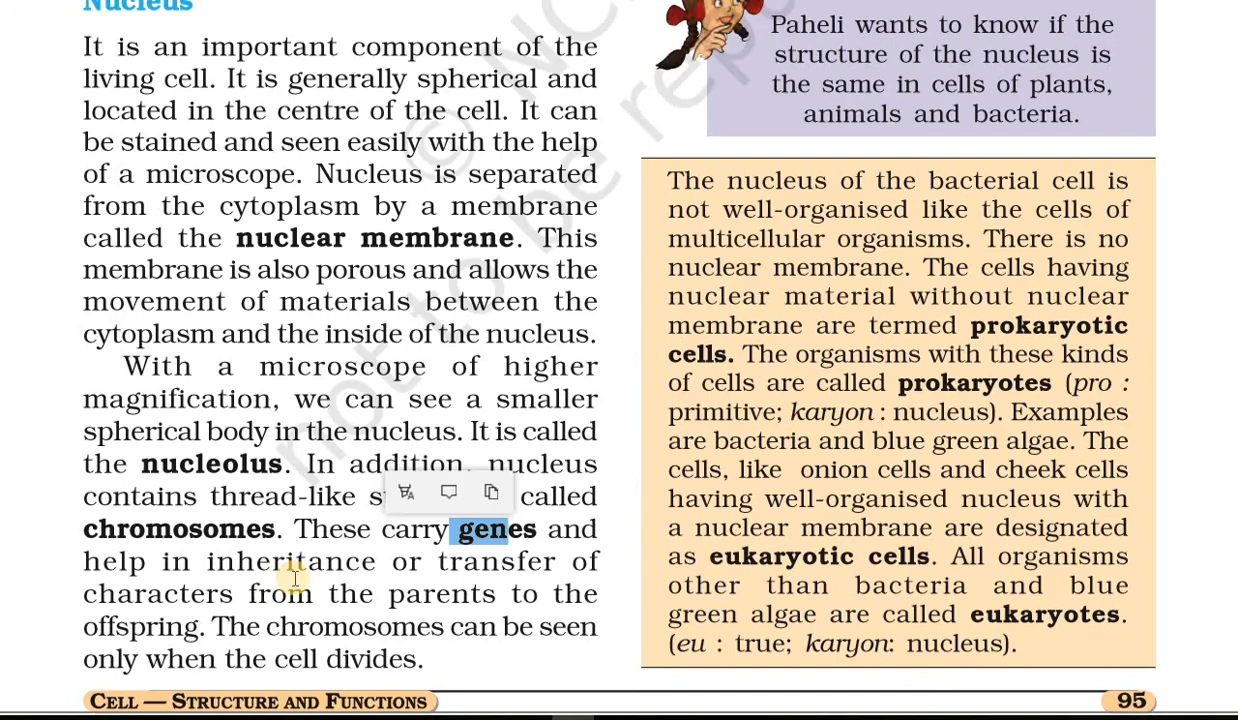 Nucleus
It is an important component of the
living cell. It is generally spherical and
located in the centre of the cell. It can
be stained and seen easily with the help
of a microscope. Nucleus is separated
from the cytoplasm by a membrane
called the nuclear membrane. This
membrane is also porous and allows the
movement of materials between the
cytoplasm and the inside of the nucleus.
With a microscope of higher
magnification, we can see a smaller
spherical body in the nucleus. It is called
the nucleolus. In addition, nucleus
contains thread-like called
chromosomes. These carry genes and
help in inheritance or transfer of
characters from the parents to the
offspring. The chromosomes can be seen
only when the cell divides.
Paheli wants to know if the
structure of the nucleus is
the same in cells of plants,
animals and bacteria.
The nucleus of the bacterial cell is
not well-organised like the cells of
multicellular organisms. There is no
nuclear membrane. The cells having
nuclear material without nuclear
membrane are termed prokaryotic
cells. The organisms with these kinds
of cells are called prokaryotes (pro :
primitive; karyon : nucleus). Examples
are bacteria and blue green algae. The
cells, like onion cells and cheek cells
having well-organised nucleus with
a nuclear membrane are designated
as eukaryotic cells. All organisms
other than bacteria and blue
green algae are called eukaryotes.
(eu : true; karyon: nucleus).
CELL — STRUCTURE AND FUNCTIONS
95
not to be rep
© NC